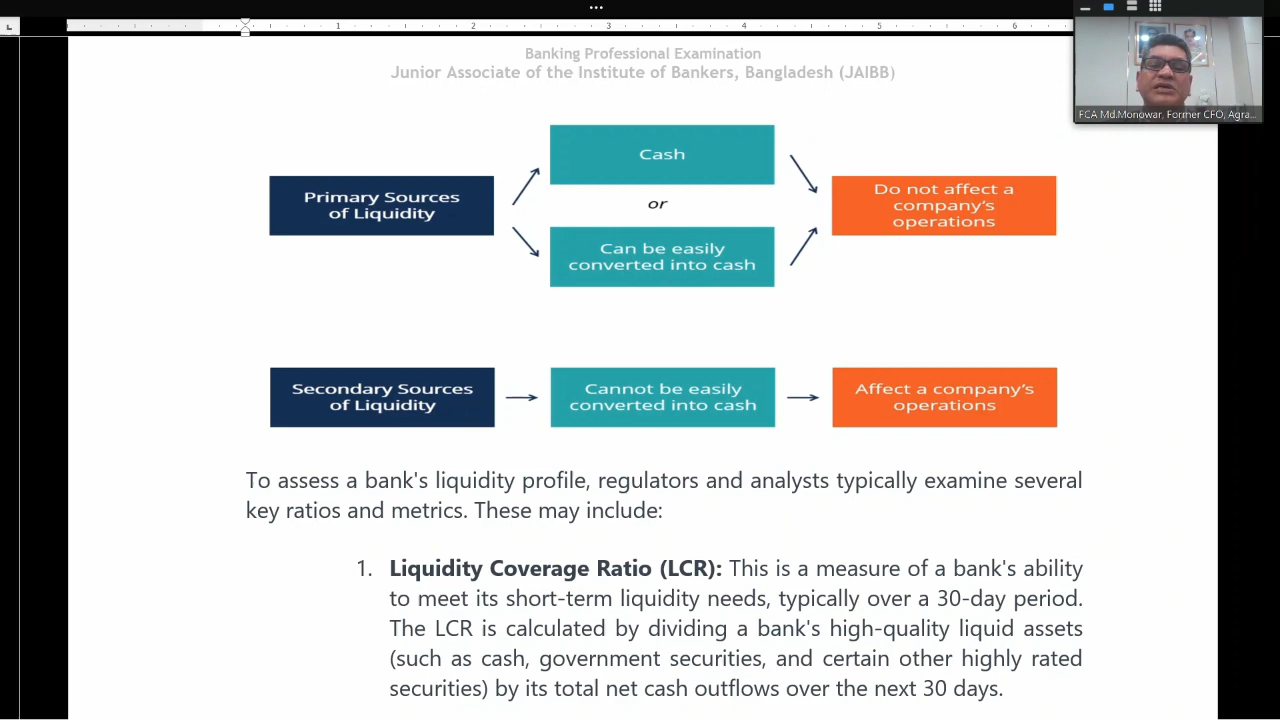 1 2 3 4 5 6
Banking Professional Examination
Junior Associate of the Institute of Bankers, Bangladesh (JAIBB)
FCA Md.Monowar, Former CFO, Agra...
Primary Sources
of Liquidity
Cash
or
Can be easily
converted into cash
Do not affect a
company's
operations
Secondary Sources
of Liquidity
Cannot be easily
converted into cash
Affect a company's
operations
To assess a bank's liquidity profile, regulators and analysts typically examine several
key ratios and metrics. These may include:
1. Liquidity Coverage Ratio (LCR): This is a measure of a bank's ability
to meet its short-term liquidity needs, typically over a 30-day period.
The LCR is calculated by dividing a bank's high-quality liquid assets
(such as cash, government securities, and certain other highly rated
securities) by its total net cash outflows over the next 30 days.